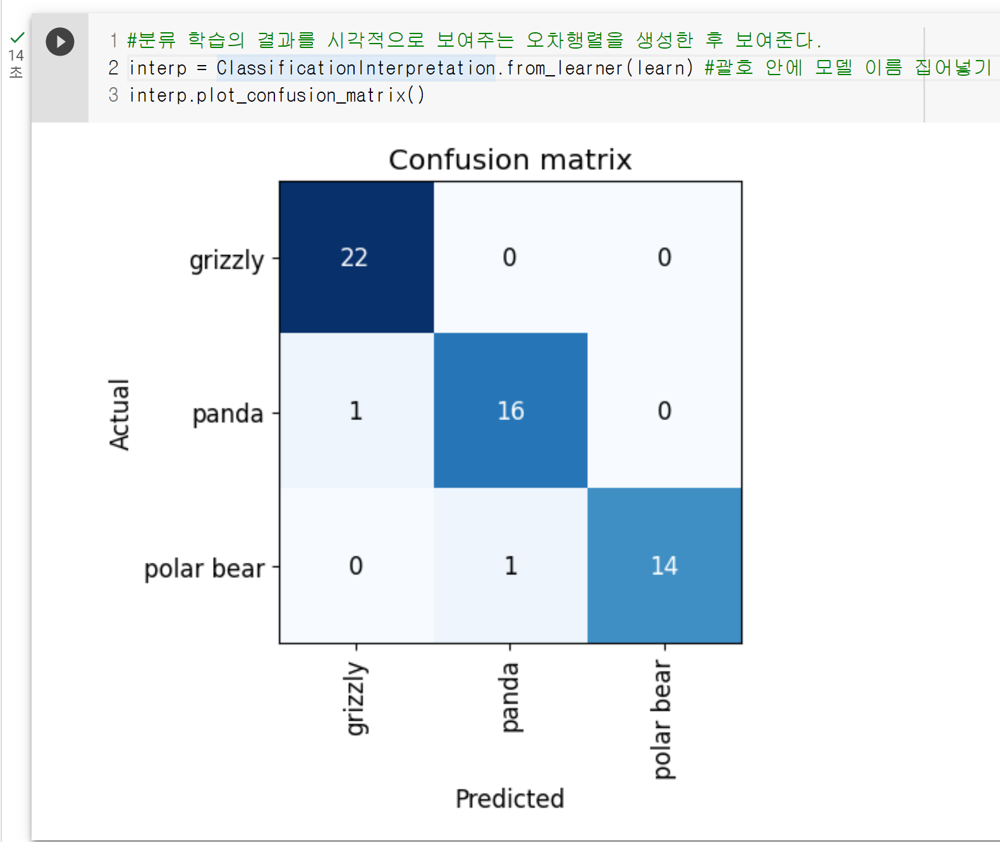 14
초
1 #분류 학습의 결과를 시각적으로 보여주는 오차행렬을 생성한 후 보여준다.
2 interp = ClassificationInterpretation.from_learner(learn) #괄호 안에 모델 이름 집어넣기
3 interp.plot_confusion_matrix()
Confusion matrix
grizzly 22 0 0
panda 1 16 0
polar bear 0 1 14
Actual
grizzly panda polar bear
Predicted